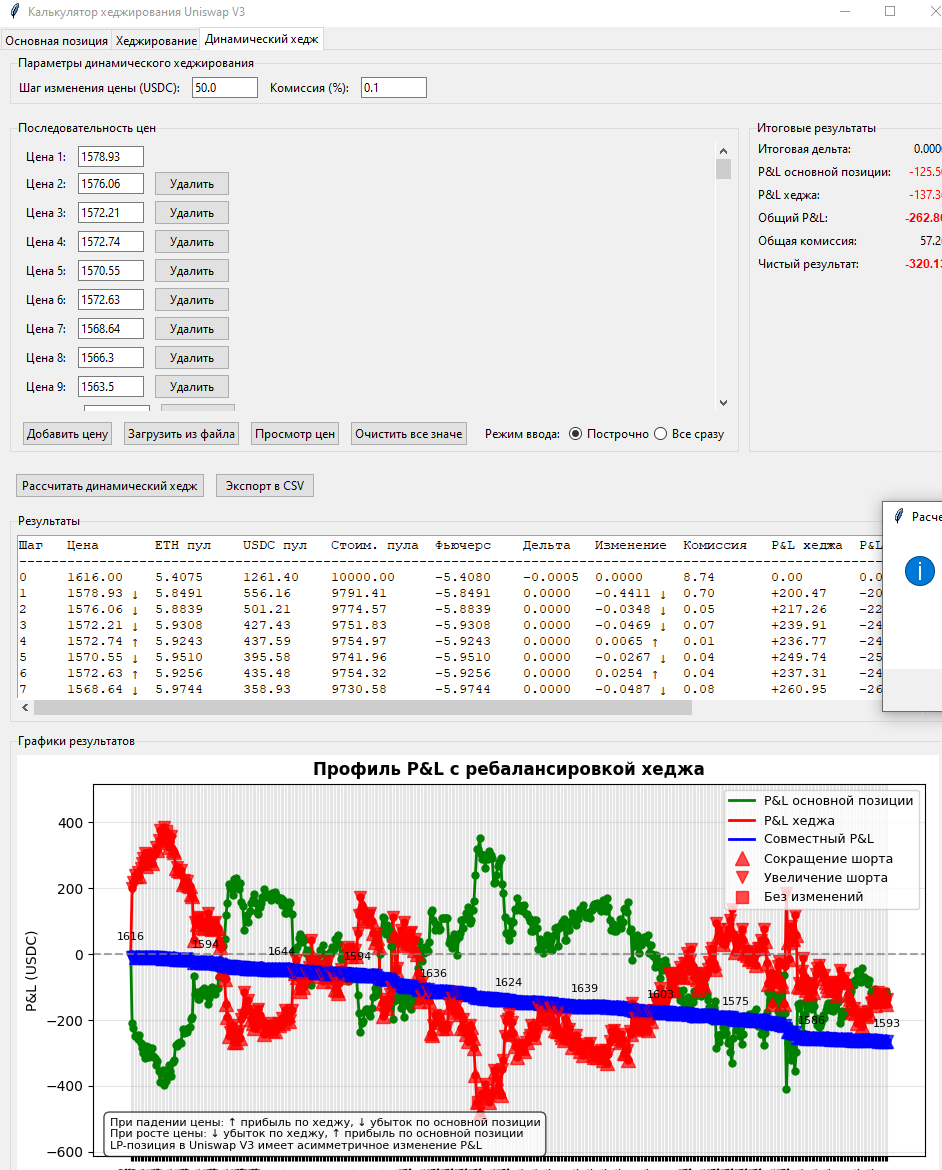 Калькулятор хеджирования Uniswap V3
Основная позиция Хеджирование Динамический хедж
Параметры динамического хеджирования
Шаг изменения цены (USDC): 50.0 Комиссия (%): 0.1
Последовательность цен
Цена 1: 1578.93
Цена 2: 1576.06 Удалить
Цена 3: 1572.21 Удалить
Цена 4: 1572.74 Удалить
Цена 5: 1570.55 Удалить
Цена 6: 1572.63 Удалить
Цена 7: 1568.64 Удалить
Цена 8: 1566.3 Удалить
Цена 9: 1563.5 Удалить
Добавить цену Загрузить из файла Просмотр цен Очистить все значе Режим ввода: Построчно Все сразу
Итоговые результаты
Итоговая дельта: 0.000
P&L основной позиции: -125.5
P&L хеджа: -137.3
Общий P&L: -262.8
Общая комиссия: 57.2
Чистый результат: -320.1
Рассчитать динамический хедж Экспорт в CSV
Расче
Результаты
Шаг Цена ETH пул USDC пул Стоим. пула Фьючерс Дельта Изменение Комиссия P&L хеджа P&L
0 1616.00 5.4075 1261.40 10000.00 -5.4080 -0.0005 0.0000 8.74 0.00 0.0
1 1578.93 ↓ 5.8491 556.16 9791.41 -5.8491 0.0000 -0.4411 ↓ 0.70 +200.47 -20
2 1576.06 ↓ 5.8839 501.21 9774.57 -5.8839 0.0000 -0.0348 ↓ 0.05 +217.26 -22
3 1572.21 ↓ 5.9308 427.43 9751.83 -5.9308 0.0000 -0.0469 ↓ 0.07 +239.91 -24
4 1572.74 ↑ 5.9243 437.59 9754.97 -5.9243 0.0000 0.0065 ↑ 0.01 +236.77 -24
5 1570.55 ↓ 5.9510 395.58 9741.96 -5.9510 0.0000 -0.0267 ↓ 0.04 +249.74 -25
6 1572.63 ↑ 5.9256 435.48 9754.32 -5.9256 0.0000 0.0254 ↑ 0.04 +237.31 -24
7 1568.64 ↓ 5.9744 358.93 9730.58 -5.9744 0.0000 -0.0487 ↓ 0.08 +260.95 -26
Графики результатов
Профиль P&L с ребалансировкой хеджа
P&L (USDC)
400
200
0
−200
−400
−600
P&L основной позиции
P&L хеджа
Совместный P&L
Сокращение шорта
Увеличение шорта
Без изменений
1616
1594
1644
1594
1636
1624
1639
1603
1575
1586
1593
При падении цены: ↑ прибыль по хеджу, ↓ убыток по основной позиции
При росте цены: ↓ убыток по хеджу, ↑ прибыль по основной позиции
LP-позиция в Uniswap V3 имеет асимметричное изменение P&L